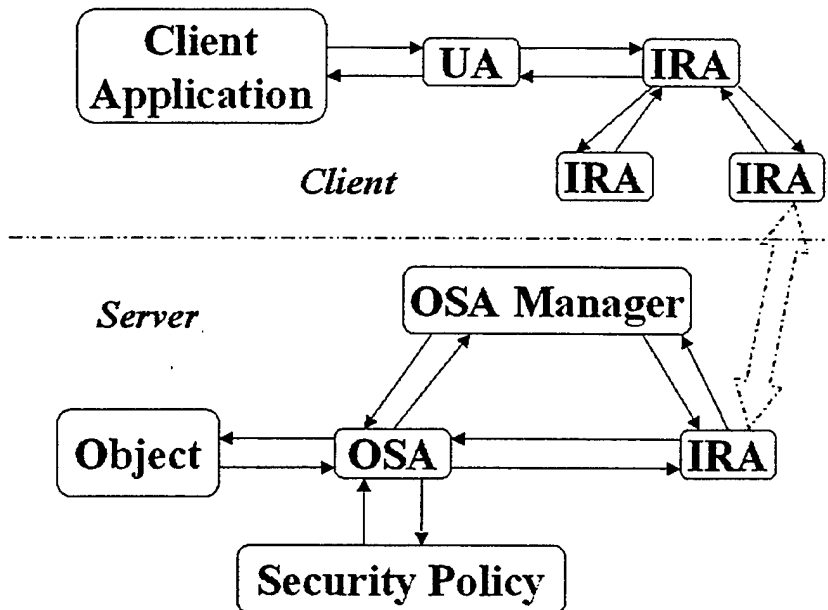 Client
Application
UA
IRA
IRA
IRA
Client
Server
OSA Manager
Object
OSA
IRA
Security Policy